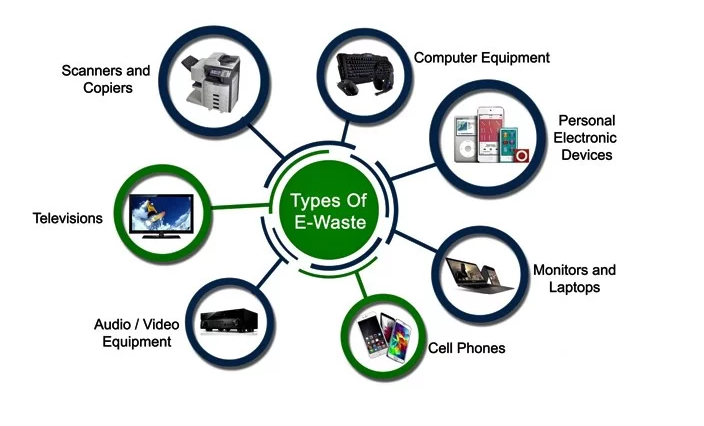 Types Of
E-Waste
Computer Equipment
Personal
Electronic
Devices
Monitors and
Laptops
Cell Phones
Audio / Video
Equipment
Televisions
Scanners and
Copiers